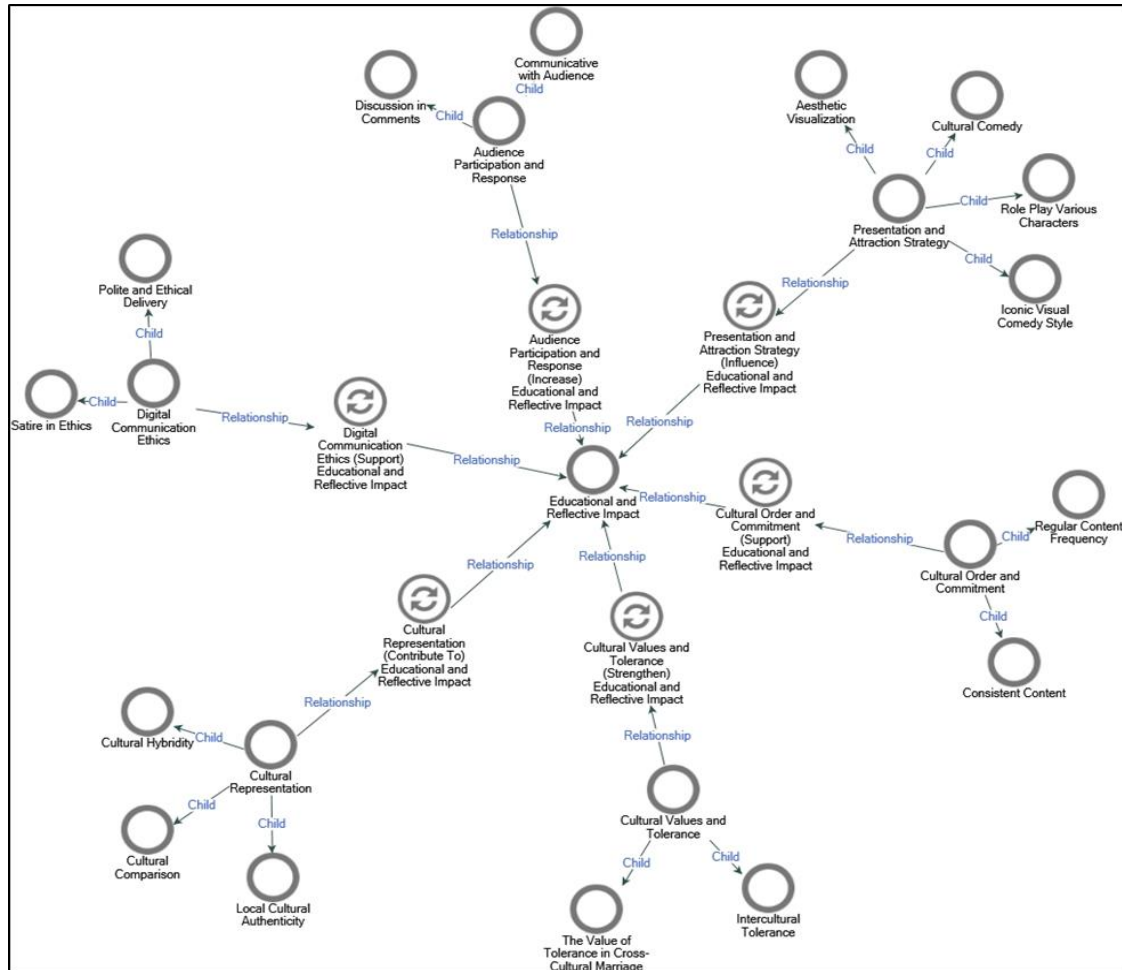 Communicative
with Audience
Child
Discussion in
Comments
Child
Audience
Participation and
Response
Relationship
Audience
Participation and
Response
(Increase)
Educational and
Reflective Impact
Relationship
Aesthetic
Visualization
Child
Cultural Comedy
Child
Role Play Various
Characters
Child
Presentation and
Attraction Strategy
Child
Iconic Visual
Comedy Style
Relationship
Presentation and
Attraction Strategy
(Influence)
Educational and
Reflective Impact
Relationship
Polite and Ethical
Delivery
Child
Satire in Ethics
Child
Digital
Communication
Ethics
Relationship
Digital
Communication
Ethics (Support)
Educational and
Reflective Impact
Relationship
Educational and
Reflective Impact
Relationship
Cultural Order and
Commitment
(Support)
Educational and
Reflective Impact
Relationship
Regular Content
Frequency
Child
Cultural Order and
Commitment
Child
Consistent Content
Relationship
Cultural
Representation
(Contribute To)
Educational and
Reflective Impact
Relationship
Cultural Hybridity
Child
Cultural
Representation
Child
Cultural
Comparison
Child
Local Cultural
Authenticity
Relationship
Cultural Values and
Tolerance
(Strengthen)
Educational and
Reflective Impact
Relationship
Cultural Values and
Tolerance
Child
Child
The Value of
Tolerance in Cross-
Cultural Marriage
Intercultural
Tolerance